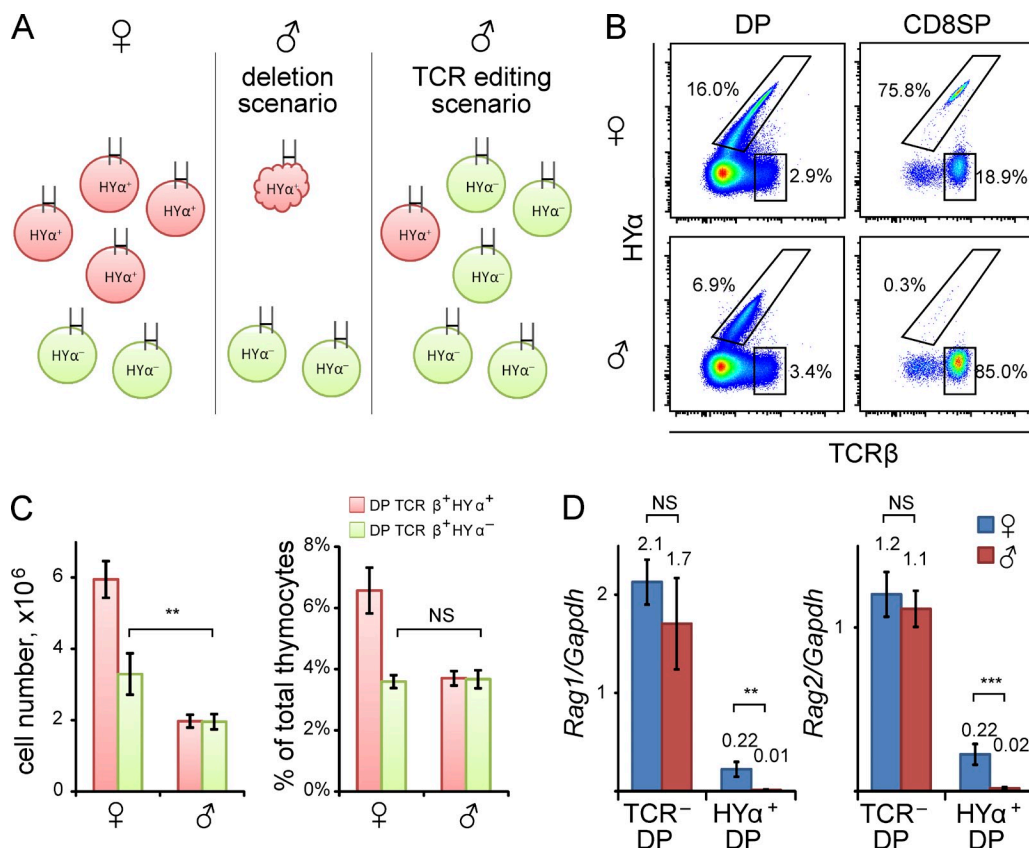 A
♀
♂
deletion
scenario
♂
TCR editing
scenario
HYα⁺
HYα⁺
HYα⁺
HYα⁺
HYα⁻
HYα⁻
HYα⁺
HYα⁻
HYα⁻
HYα⁻
HYα⁺
HYα⁻
HYα⁻
HYα⁻
HYα⁻
B
DP
CD8SP
♀
16.0%
2.9%
75.8%
18.9%
HYα
♂
6.9%
3.4%
0.3%
85.0%
TCRβ
C
DP TCR β⁺HY α⁺
DP TCR β⁺HY α⁻
cell number, x10⁶
6
4
2
0
**
♀
♂
% of total thymocytes
8%
6%
4%
2%
0%
NS
♀
♂
D
♀
♂
Rag1/Gapdh
2
1
NS
2.1
1.7
**
0.22
0.01
TCR⁻
DP
HYα⁺
DP
Rag2/Gapdh
1
NS
1.2
1.1
***
0.22
0.02
TCR⁻
DP
HYα⁺
DP